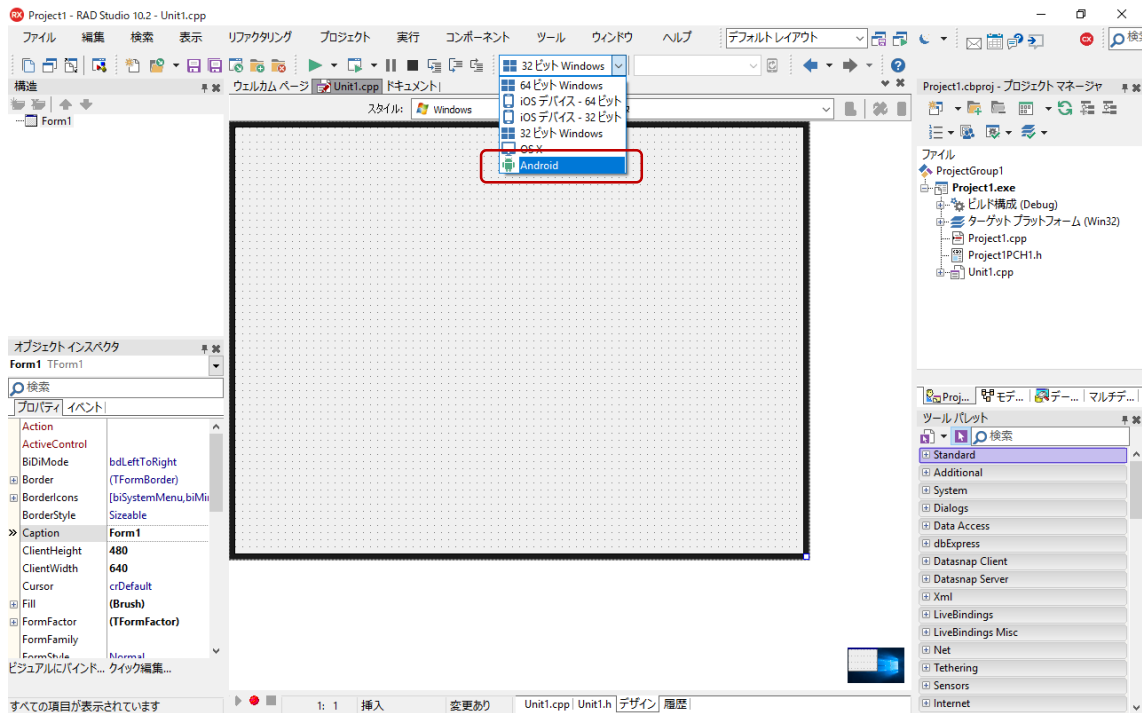 Project1 - RAD Studio 10.2 - Unit1.cpp
ファイル 編集 検索 表示 リファクタリング プロジェクト 実行 コンポーネント ツール ウィンドウ ヘルプ デフォルト レイアウト
32 ビット Windows
構造
ウェルカム ページ Unit1.cpp ドキュメント
64 ビット Windows
iOS デバイス - 64 ビット
iOS デバイス - 32 ビット
32 ビット Windows
OS X
Android
スタイル: Windows
Form1
Project1.cbproj - プロジェクト マネージャ
ファイル
ProjectGroup1
Project1.exe
ビルド構成 (Debug)
ターゲット プラットフォーム (Win32)
Project1.cpp
Project1PCH1.h
Unit1.cpp
オブジェクト インスペクタ
Form1 TForm1
検索
プロパティ イベント
Action
ActiveControl
BiDiMode bdLeftToRight
Border (TFormBorder)
BorderIcons [biSystemMenu,biMi
BorderStyle Sizeable
Caption Form1
ClientHeight 480
ClientWidth 640
Cursor crDefault
Fill (Brush)
FormFactor (TFormFactor)
FormFamily
FormStyle Normal
ビジュアルにバインド... クイック編集...
すべての項目が表示されています
Proj... モデ... デー... マルチデ...
ツール パレット
検索
Standard
Additional
System
Dialogs
Data Access
dbExpress
Datasnap Client
Datasnap Server
Xml
LiveBindings
LiveBindings Misc
Net
Tethering
Sensors
Internet
1: 1 挿入 変更あり Unit1.cpp Unit1.h デザイン 履歴